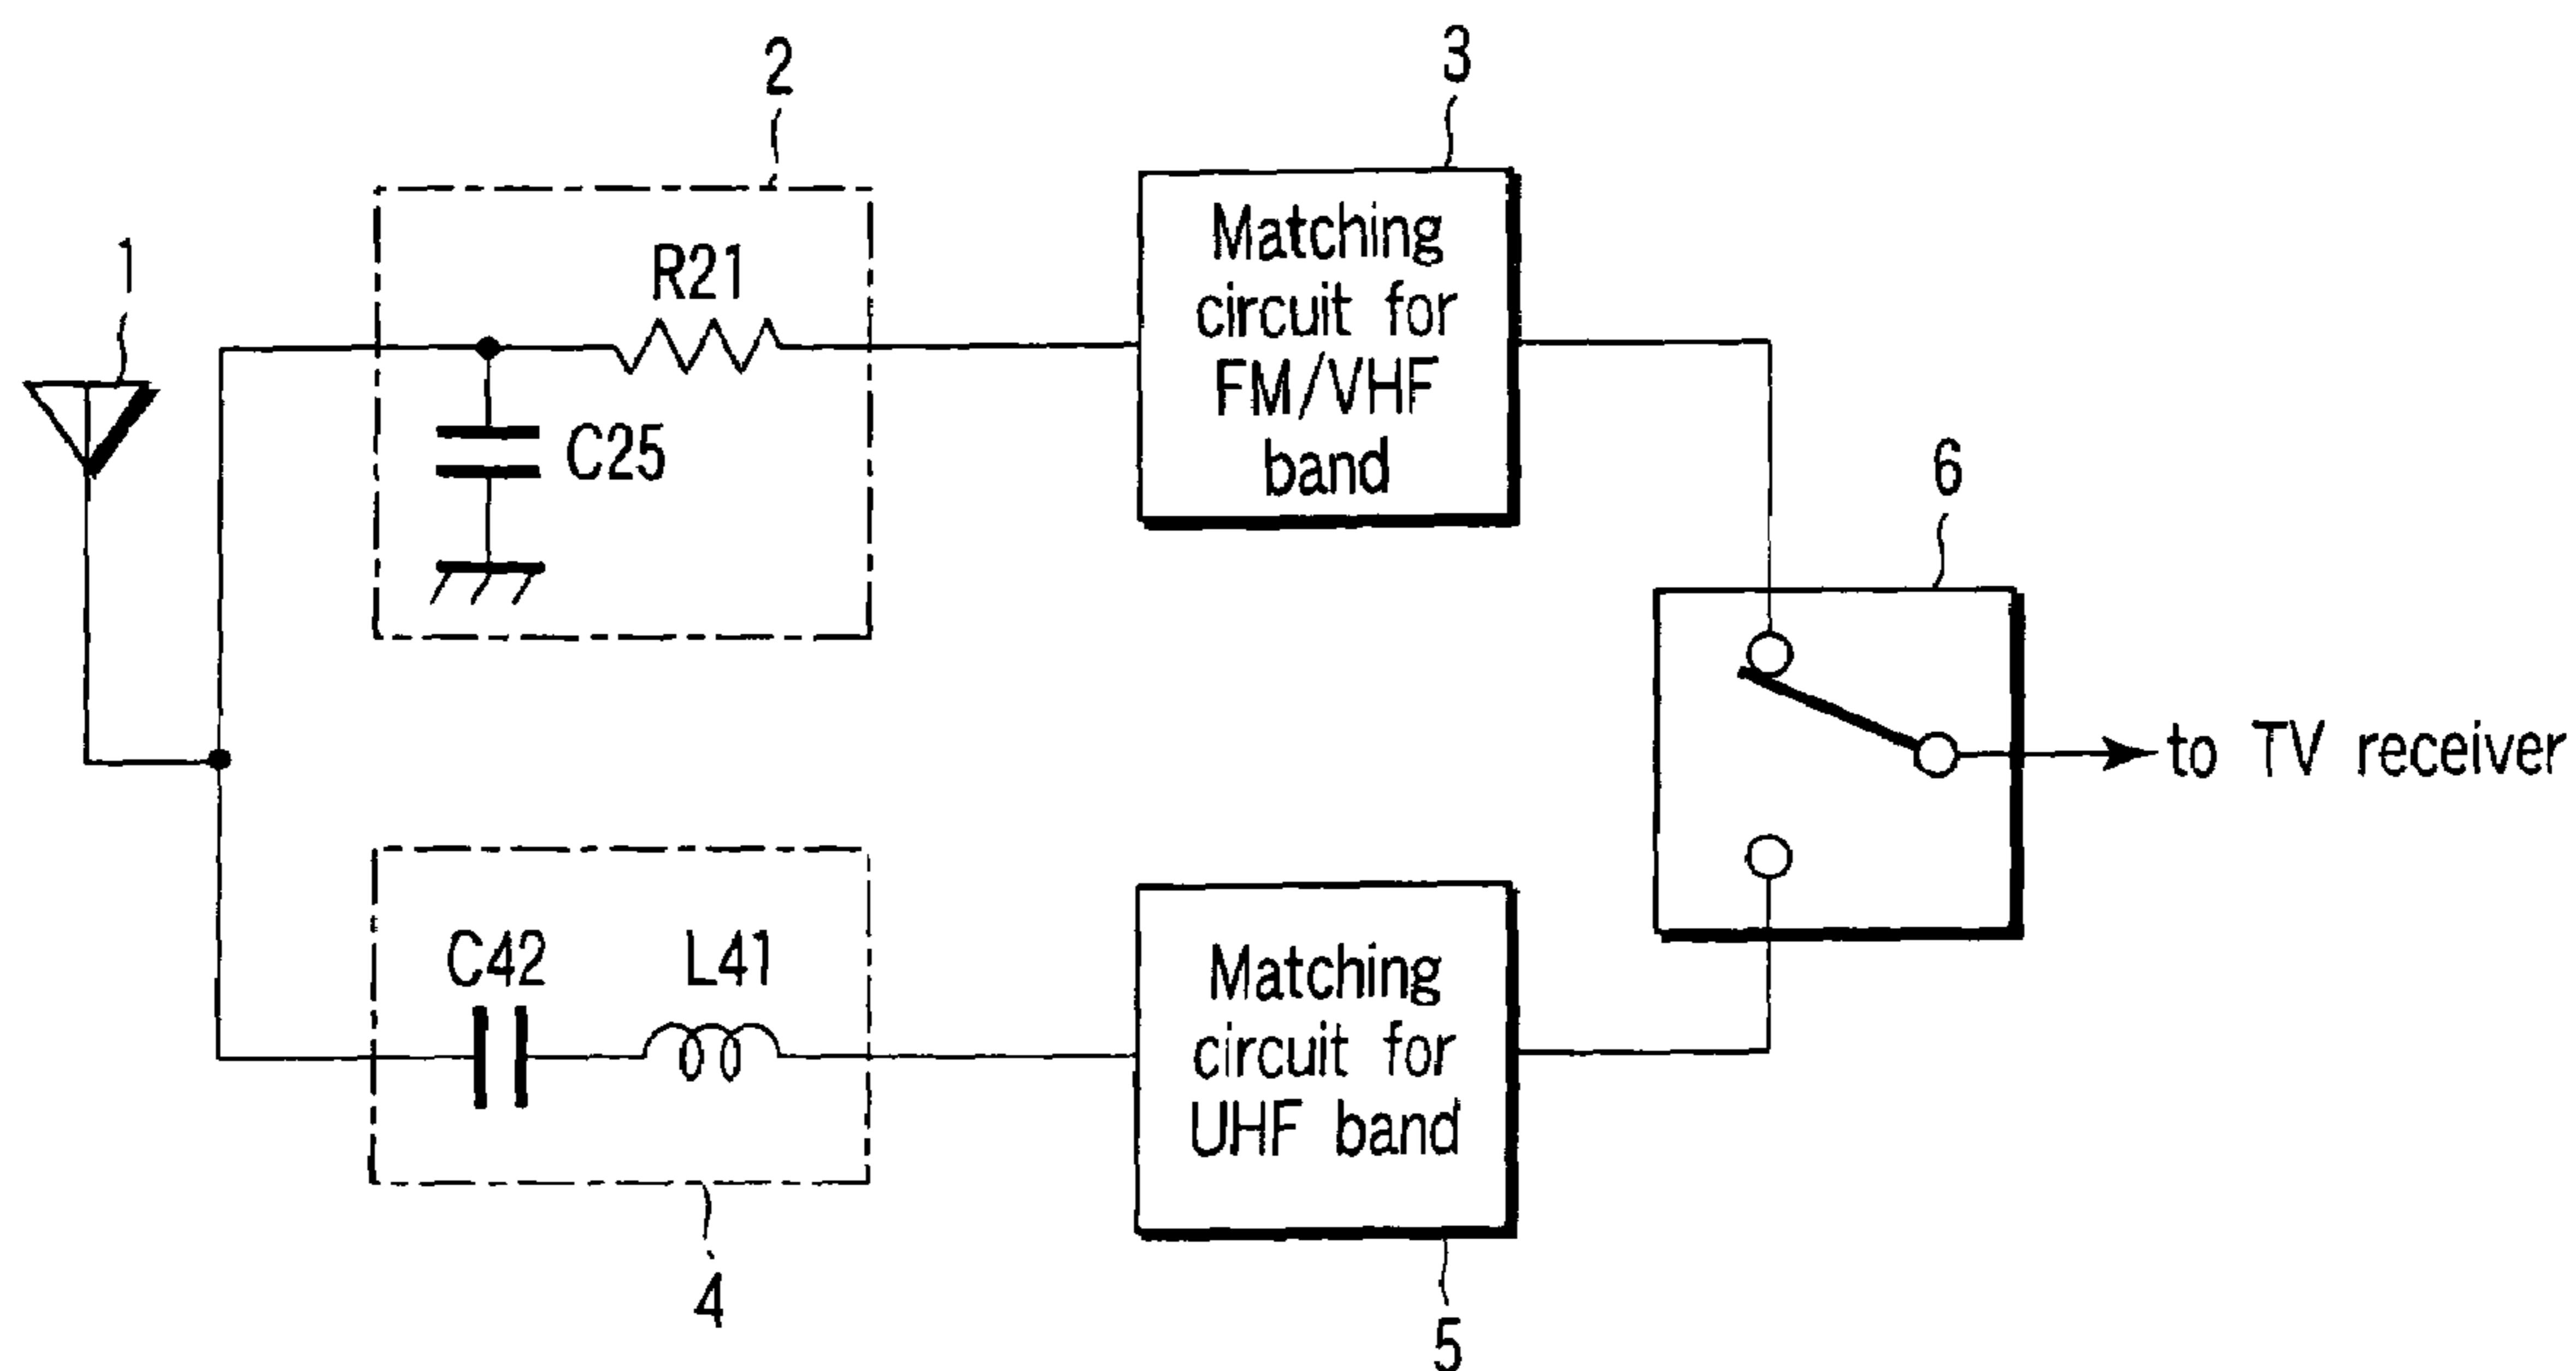 2
3
1
R21
C25
Matching
circuit for
FM/VHF
band
6
to TV receiver
C42
L41
Matching
circuit for
UHF band
4
5